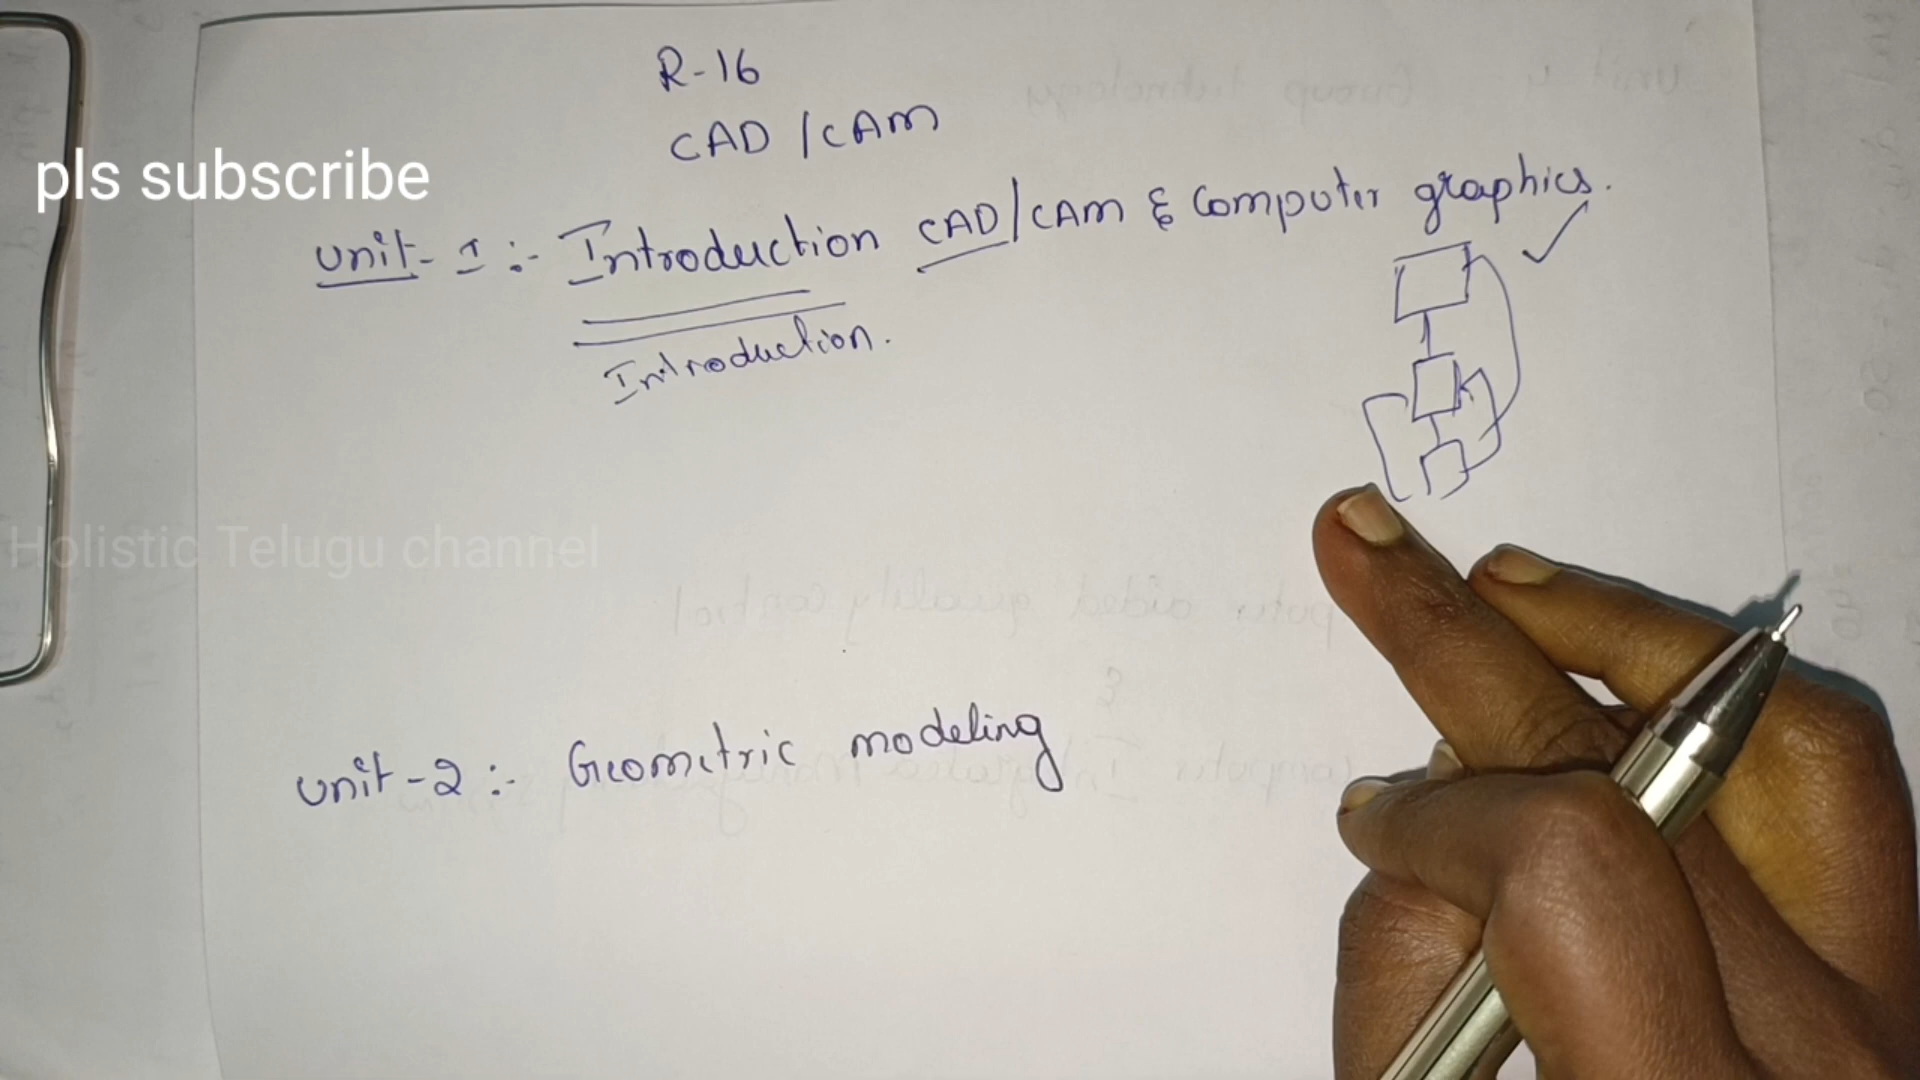 R-16
CAD / CAM
pls subscribe
unit - I :- Introduction CAD/CAM & Computer graphics.
Introduction.
Holistic Telugu channel
unit - 2 :- Geometric modeling